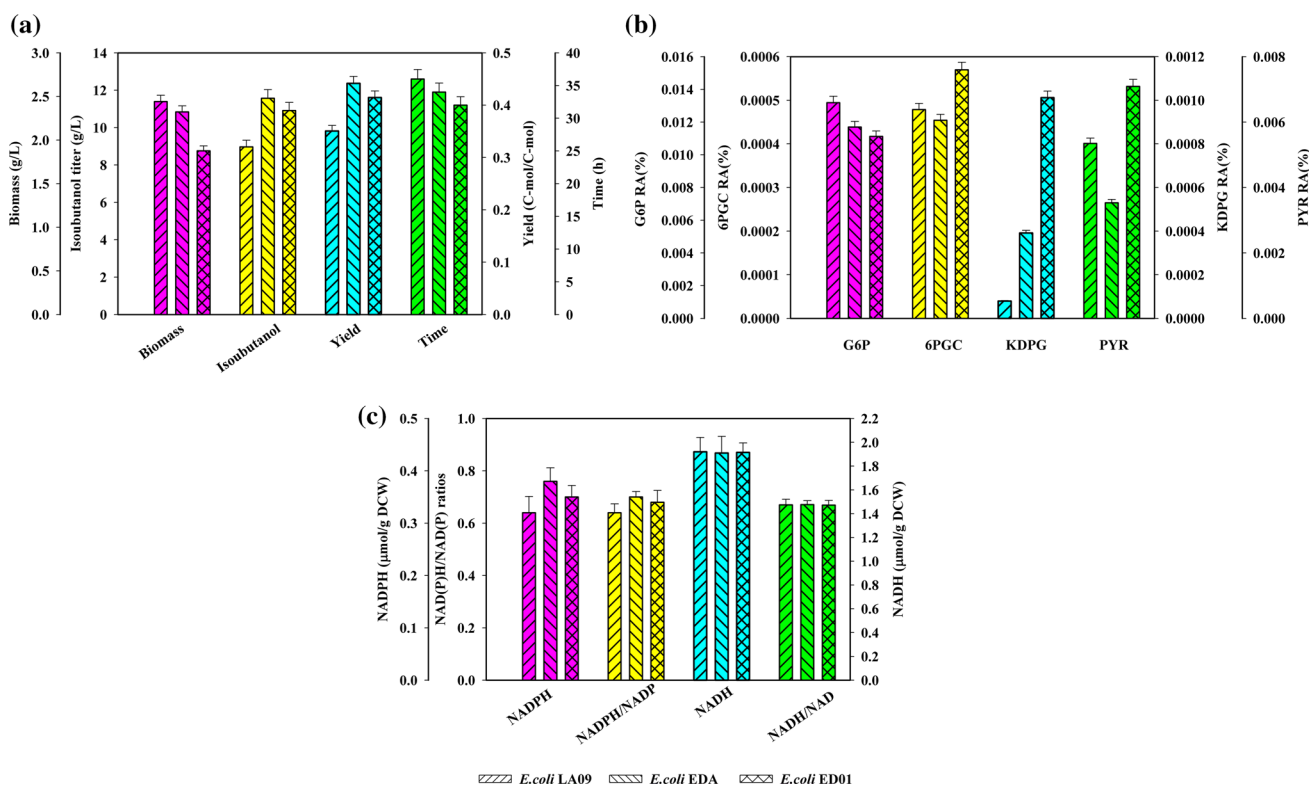 (a)
Biomass (g/L)
3.0
2.5
2.0
1.5
1.0
0.5
0.0
Isoubutanol titer (g/L)
14
12
10
8
6
4
2
0
Yield (C-mol/C-mol)
0.5
0.4
0.3
0.2
0.1
0.0
Time (h)
40
35
30
25
20
15
10
5
0
Biomass
Isoubutanol
Yield
Time
(b)
G6P RA(%)
0.016
0.014
0.012
0.010
0.008
0.006
0.004
0.002
0.000
6PGC RA(%)
0.0006
0.0005
0.0004
0.0003
0.0002
0.0001
0.0000
KDPG RA(%)
0.0012
0.0010
0.0008
0.0006
0.0004
0.0002
0.0000
PYR RA(%)
0.008
0.006
0.004
0.002
0.000
G6P
6PGC
KDPG
PYR
(c)
NADPH (μmol/g DCW)
0.5
0.4
0.3
0.2
0.1
0.0
NAD(P)H/NAD(P) ratios
1.0
0.8
0.6
0.4
0.2
0.0
NADH (μmol/g DCW)
2.2
2.0
1.8
1.6
1.4
1.2
1.0
0.8
0.6
0.4
0.2
0.0
NADPH
NADPH/NADP
NADH
NADH/NAD
E.coli LA09
E.coli EDA
E.coli ED01